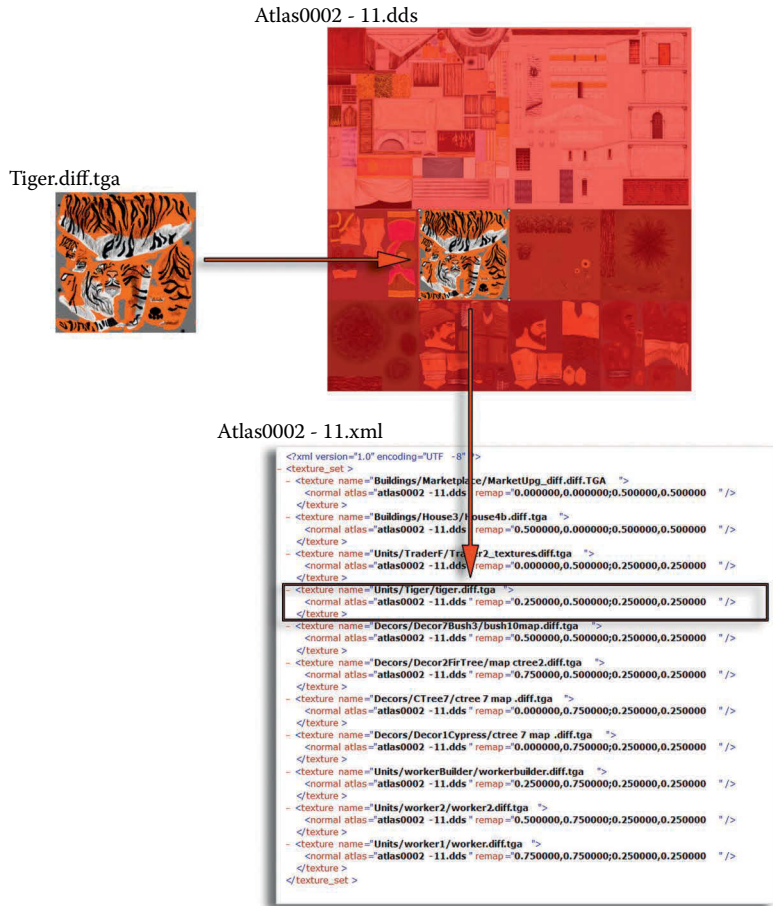 Atlas0002 - 11.dds
Tiger.diff.tga
Atlas0002 - 11.xml
<?xml version="1.0" encoding="UTF -8" ?>
- <texture_set >
- <texture name="Buildings/Marketplace/MarketUpg_diff.diff.TGA ">
<normal atlas="atlas0002 -11.dds " remap="0.000000,0.000000;0.500000,0.500000 " />
</texture >
- <texture name="Buildings/House3/House4b.diff.tga ">
<normal atlas="atlas0002 -11.dds " remap="0.500000,0.000000;0.500000,0.500000 " />
</texture >
- <texture name="Units/TraderF/Trader2_textures.diff.tga ">
<normal atlas="atlas0002 -11.dds " remap="0.000000,0.500000;0.250000,0.250000 " />
</texture >
- <texture name="Units/Tiger/tiger.diff.tga ">
<normal atlas="atlas0002 -11.dds " remap="0.250000,0.500000;0.250000,0.250000 " />
</texture >
- <texture name="Decors/Decor7Bush3/bush10map.diff.tga ">
<normal atlas="atlas0002 -11.dds " remap="0.500000,0.500000;0.250000,0.250000 " />
</texture >
- <texture name="Decors/Decor2FirTree/map ctree2.diff.tga ">
<normal atlas="atlas0002 -11.dds " remap="0.750000,0.500000;0.250000,0.250000 " />
</texture >
- <texture name="Decors/CTree7/ctree 7 map .diff.tga ">
<normal atlas="atlas0002 -11.dds " remap="0.000000,0.750000;0.250000,0.250000 " />
</texture >
- <texture name="Decors/Decor1Cypress/ctree 7 map .diff.tga ">
<normal atlas="atlas0002 -11.dds " remap="0.000000,0.750000;0.250000,0.250000 " />
</texture >
- <texture name="Units/workerBuilder/workerbuilder.diff.tga ">
<normal atlas="atlas0002 -11.dds " remap="0.250000,0.750000;0.250000,0.250000 " />
</texture >
- <texture name="Units/worker2/worker2.diff.tga ">
<normal atlas="atlas0002 -11.dds " remap="0.500000,0.750000;0.250000,0.250000 " />
</texture >
- <texture name="Units/worker1/worker.diff.tga ">
<normal atlas="atlas0002 -11.dds " remap="0.750000,0.750000;0.250000,0.250000 " />
</texture >
</texture_set >